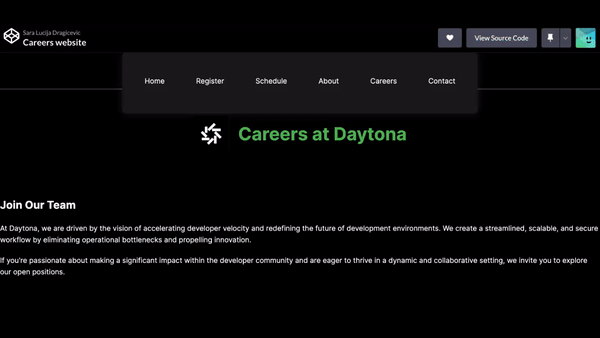 Sara Lucija Dragicevic
Careers website
View Source Code
Home Register Schedule About Careers Contact
Careers at Daytona
Join Our Team
At Daytona, we are driven by the vision of accelerating developer velocity and redefining the future of development environments. We create a streamlined, scalable, and secure
workflow by eliminating operational bottlenecks and propelling innovation.
If you're passionate about making a significant impact within the developer community and are eager to thrive in a dynamic and collaborative setting, we invite you to explore
our open positions.